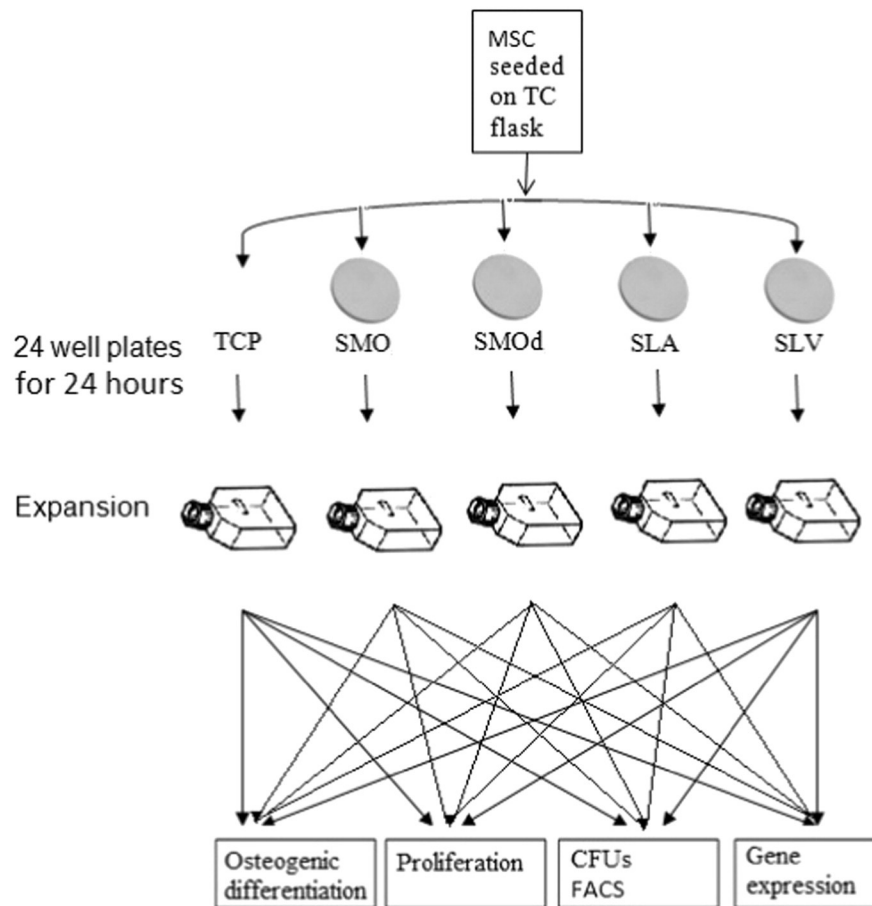 MSC
seeded
on TC
flask
24 well plates
for 24 hours
TCP
SMO
SMOd
SLA
SLV
Expansion
Osteogenic
differentiation
Proliferation
CFUs
FACS
Gene
expression